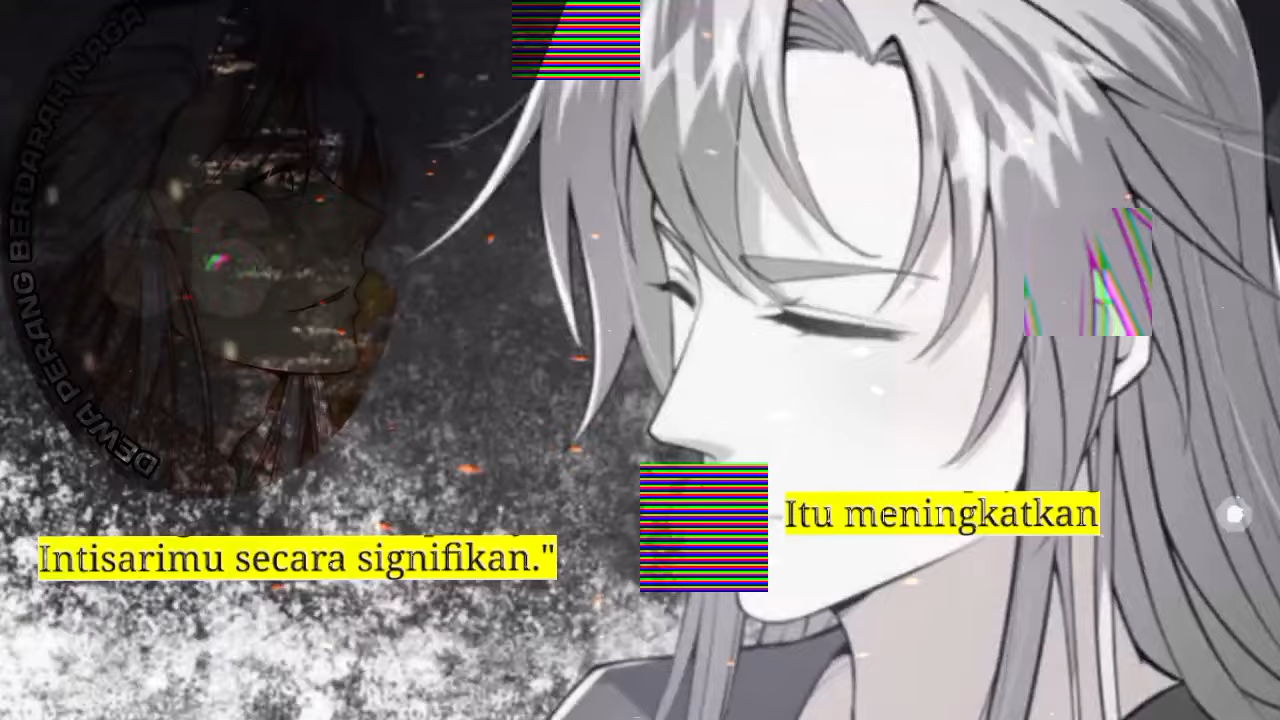 DEWA PERANG BERDARAH NAGA
Itu meningkatkan
Intisarimu secara signifikan."